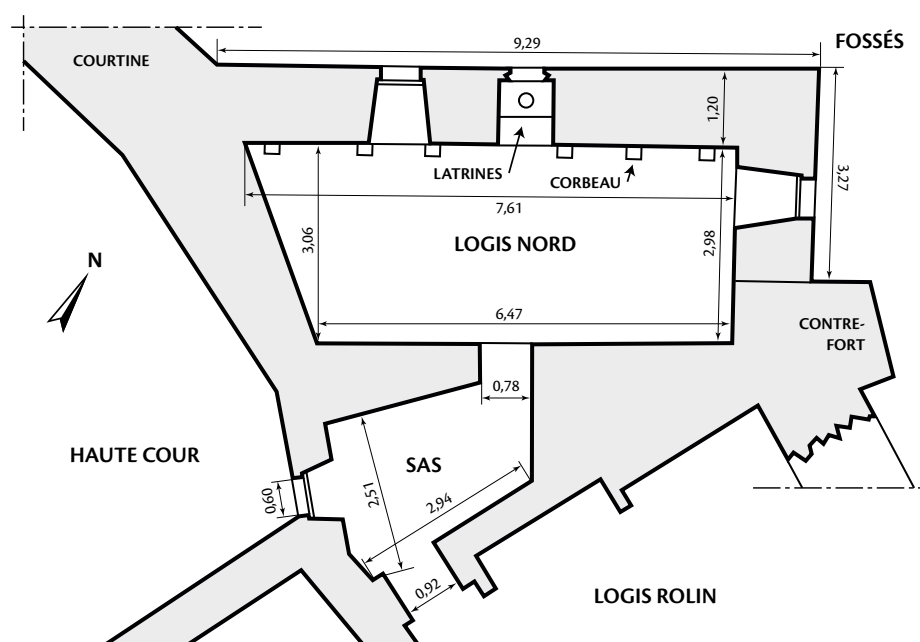 9,29
FOSSÉS
COURTINE
1,20
LATRINES
CORBEAU
3,27
7,61
3,06
LOGIS NORD
2,98
N
6,47
CONTRE-
FORT
0,78
HAUTE COUR
SAS
0,60
2,51
2,94
0,92
LOGIS ROLIN